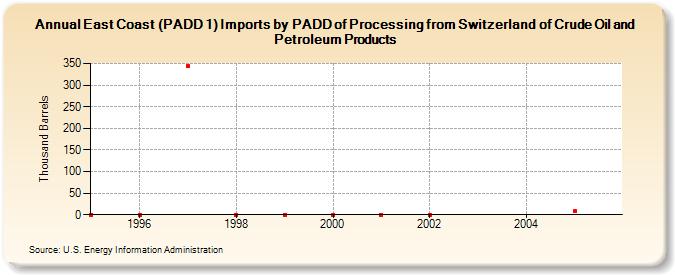 Annual East Coast (PADD 1) Imports by PADD of Processing from Switzerland of Crude Oil and
Petroleum Products
Thousand Barrels
350
300
250
200
150
100
50
0
1996 1998 2000 2002 2004
Source: U.S. Energy Information Administration